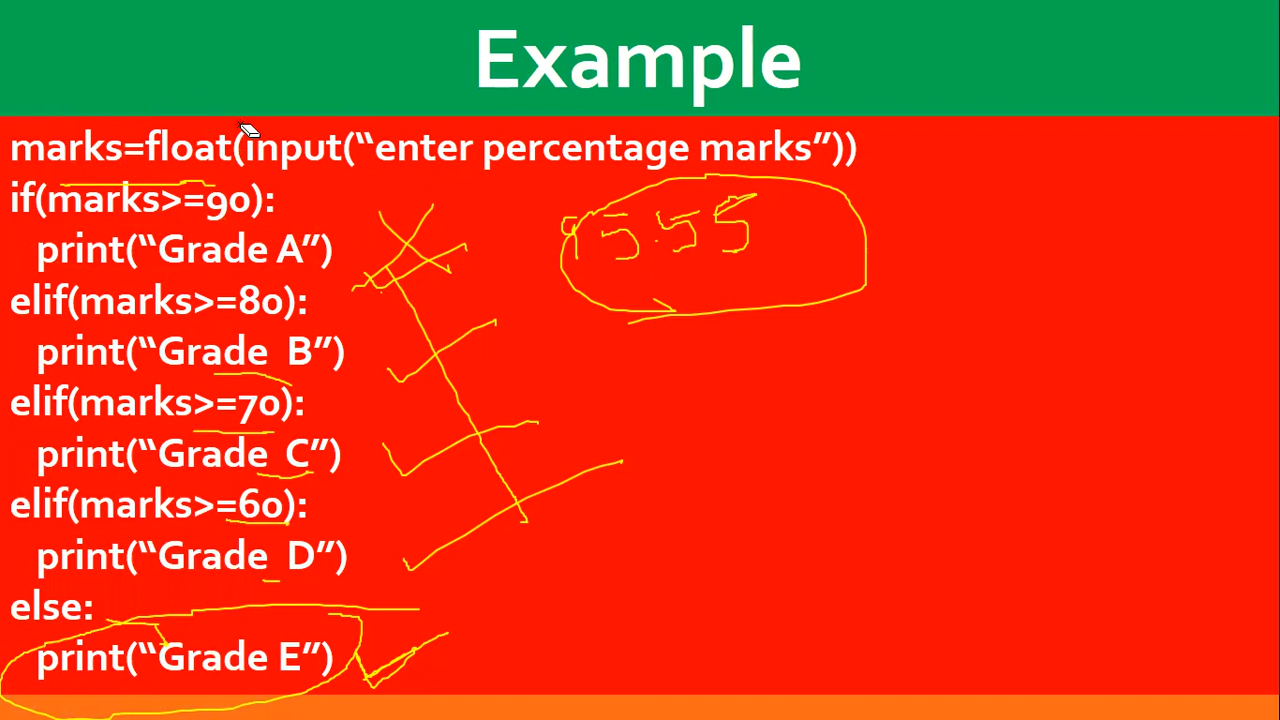 Example
marks=float(input(“enter percentage marks”))
if(marks>=90):
print(“Grade A”)
95.55
elif(marks>=80):
print(“Grade  B”)
elif(marks>=70):
print(“Grade  C”)
elif(marks>=60):
print(“Grade  D”)
else:
print(“Grade E”)